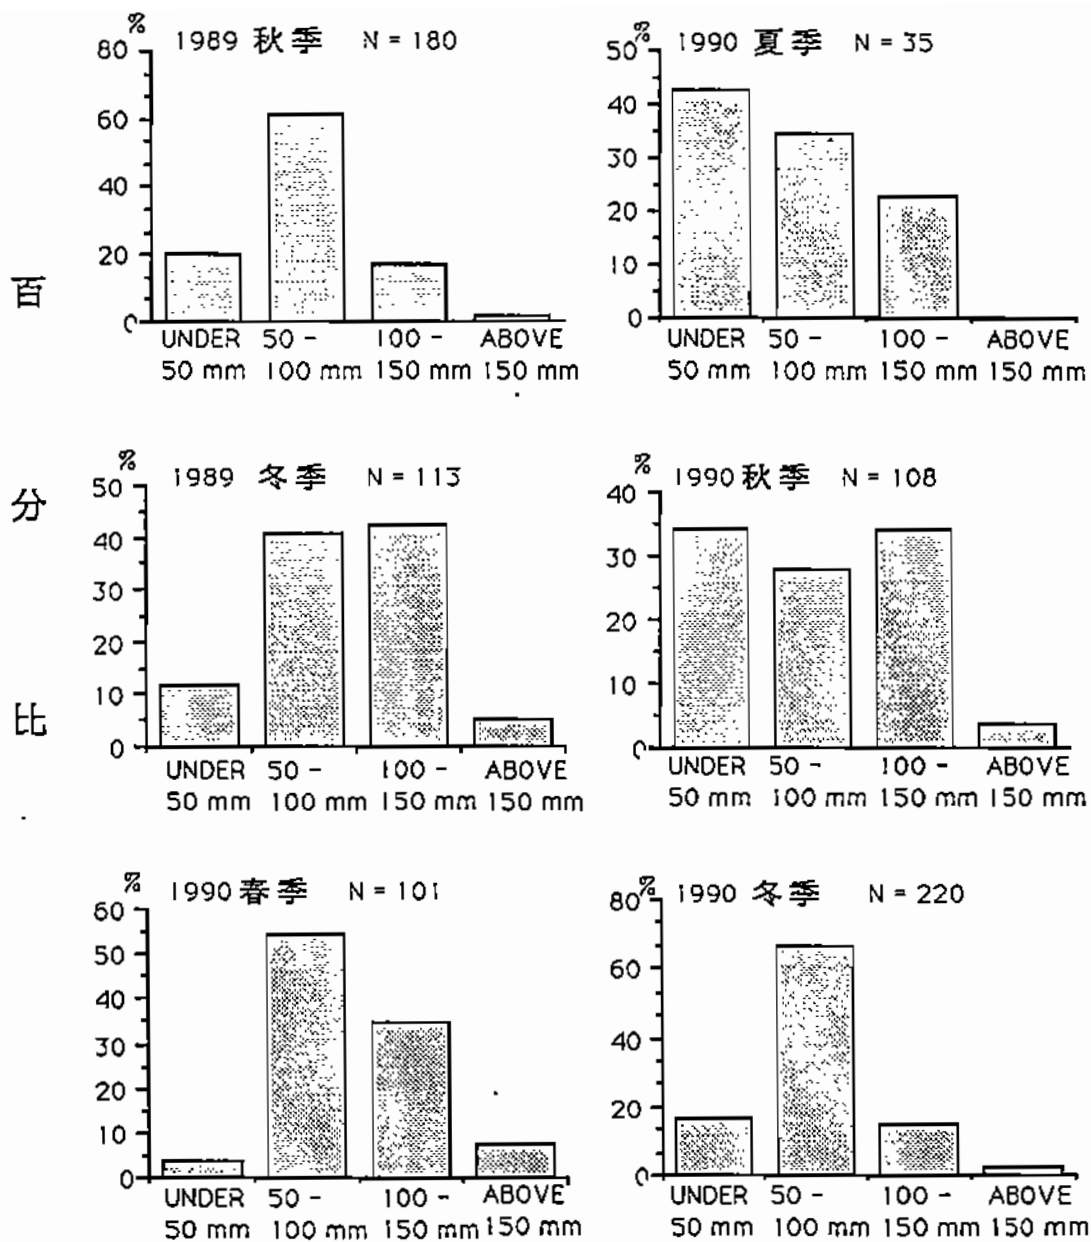 百
分
比
%
1989 秋季 N = 180
80
60
40
20
0
UNDER 50 - 100 - ABOVE
50 mm 100 mm 150 mm 150 mm
%
1990 夏季 N = 35
50
40
30
20
10
0
UNDER 50 - 100 - ABOVE
50 mm 100 mm 150 mm 150 mm
%
1989 冬季 N = 113
50
40
30
20
10
0
UNDER 50 - 100 - ABOVE
50 mm 100 mm 150 mm 150 mm
%
1990 秋季 N = 108
40
30
20
10
0
UNDER 50 - 100 - ABOVE
50 mm 100 mm 150 mm 150 mm
%
1990 春季 N = 101
60
50
40
30
20
10
0
UNDER 50 - 100 - ABOVE
50 mm 100 mm 150 mm 150 mm
%
1990 冬季 N = 220
80
60
40
20
0
UNDER 50 - 100 - ABOVE
50 mm 100 mm 150 mm 150 mm